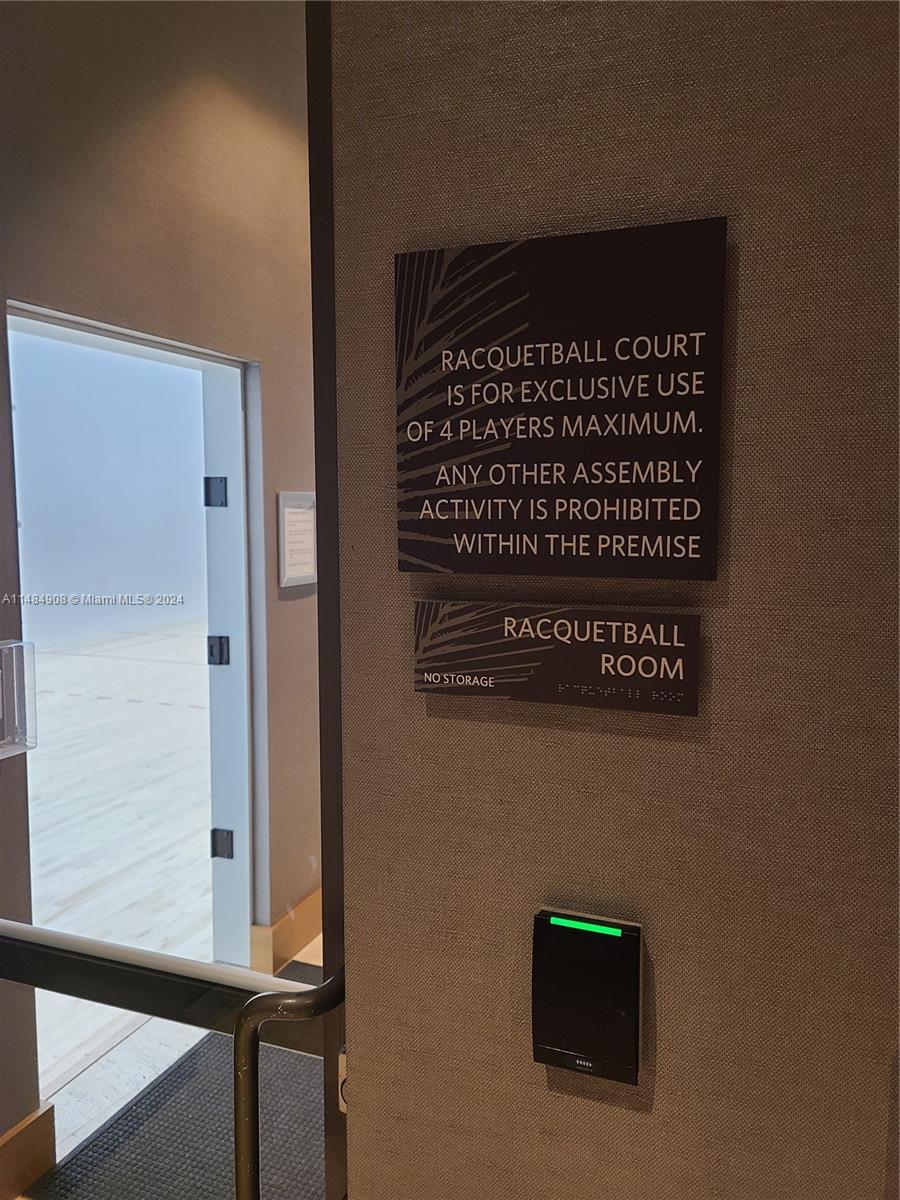 RACQUETBALL COURT
IS FOR EXCLUSIVE USE
OF 4 PLAYERS MAXIMUM.
ANY OTHER ASSEMBLY
ACTIVITY IS PROHIBITED
WITHIN THE PREMISE
RACQUETBALL
ROOM
NO STORAGE
A11484908 © Miami MLS® 2024